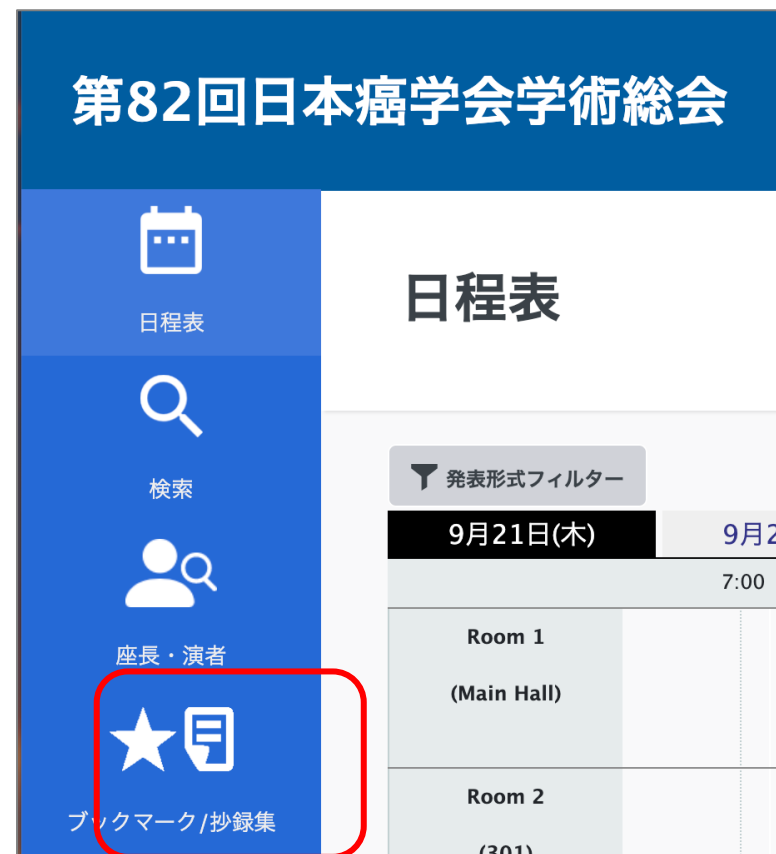 第82回日本癌学会学術総会
日程表
検索
座長・演者
ブックマーク/抄録集
日程表
発表形式フィルター
9月21日(木)
9月2
7:00
Room 1
(Main Hall)
Room 2
(301)